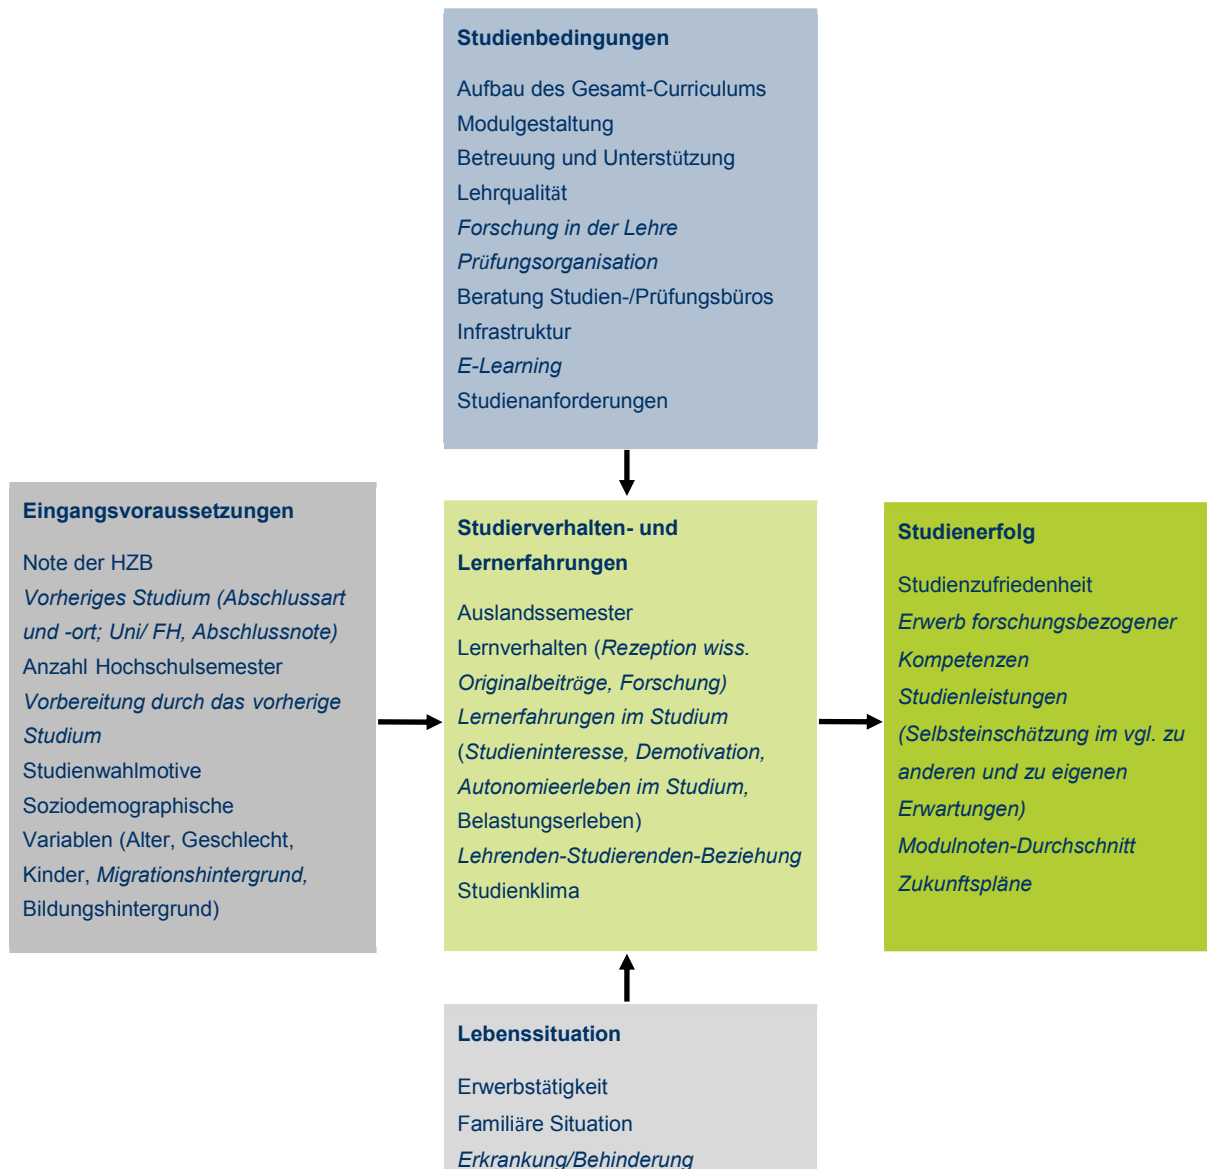 Studienbedingungen
Aufbau des Gesamt-Curriculums
Modulgestaltung
Betreuung und Unterstützung
Lehrqualität
Forschung in der Lehre
Prüfungsorganisation
Beratung Studien-/Prüfungsbüros
Infrastruktur
E-Learning
Studienanforderungen
Eingangsvoraussetzungen
Note der HZB
Vorheriges Studium (Abschlussart
und -ort; Uni/ FH, Abschlussnote)
Anzahl Hochschulsemester
Vorbereitung durch das vorherige
Studium
Studienwahlmotive
Soziodemographische
Variablen (Alter, Geschlecht,
Kinder, Migrationshintergrund,
Bildungshintergrund)
Studierverhalten- und
Lernerfahrungen
Auslandssemester
Lernverhalten (Rezeption wiss.
Originalbeiträge, Forschung)
Lernerfahrungen im Studium
(Studieninteresse, Demotivation,
Autonomieerleben im Studium,
Belastungserleben)
Lehrenden-Studierenden-Beziehung
Studienklima
Studienerfolg
Studienzufriedenheit
Erwerb forschungsbezogener
Kompetenzen
Studienleistungen
(Selbsteinschätzung im vgl. zu
anderen und zu eigenen
Erwartungen)
Modulnoten-Durchschnitt
Zukunftspläne
Lebenssituation
Erwerbstätigkeit
Familiäre Situation
Erkrankung/Behinderung